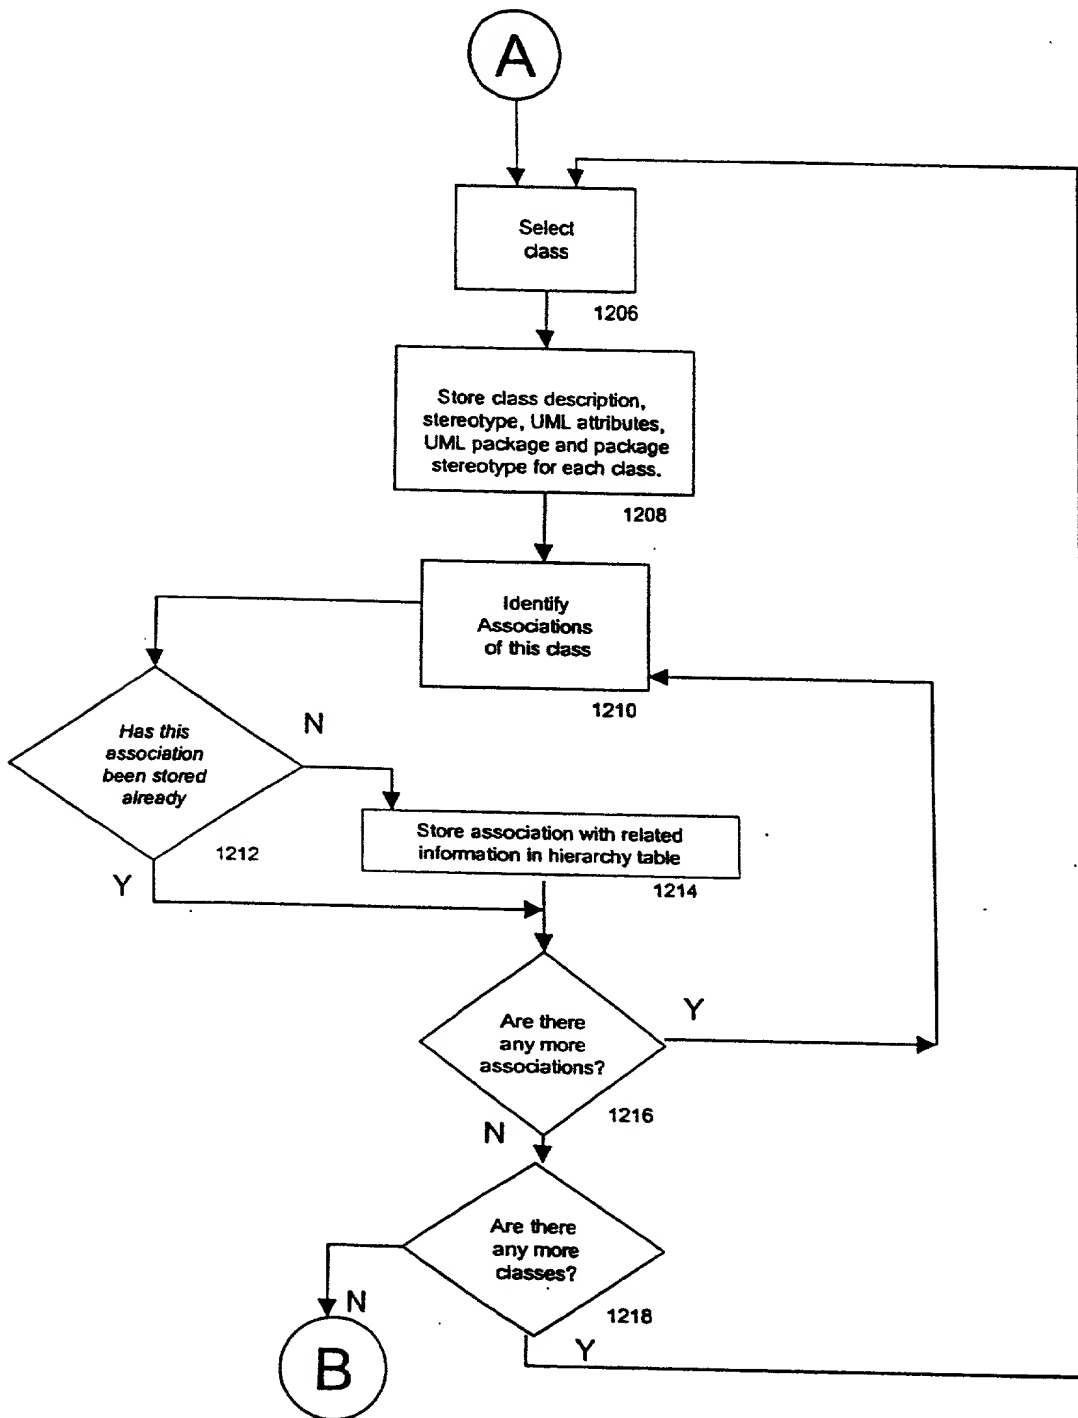 A
Select
class
1206
Store class description,
stereotype, UML attributes,
UML package and package
stereotype for each class.
1208
Identify
Associations
of this class
1210
Has this
association
been stored
already
N
1212
Y
Store association with related
information in hierarchy table
1214
Are there
any more
associations?
Y
1216
N
Are there
any more
classes?
1218
N
Y
B